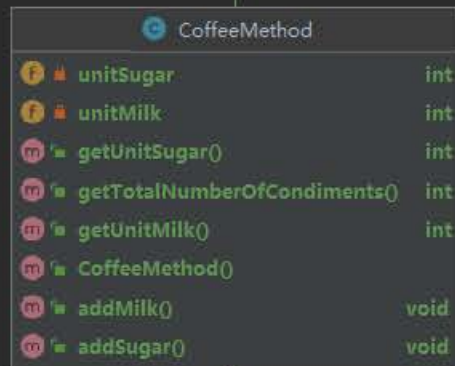 CoffeeMethod
unitSugar int
unitMilk int
getUnitSugar() int
getTotalNumberOfCondiments() int
getUnitMilk() int
CoffeeMethod()
addMilk() void
addSugar() void